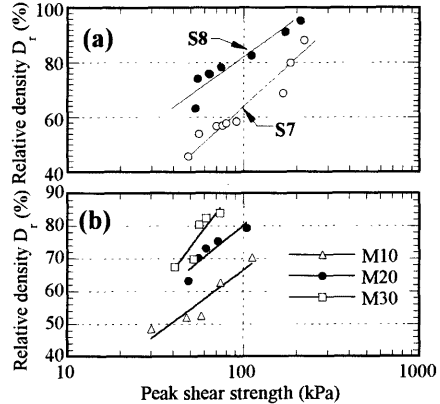 100
80
60
40
Relative density D_r (%)
(a)
S8
S7
90
80
70
60
50
40
Relative density D_r (%)
(b)
M10
M20
M30
10 100 1000
Peak shear strength (kPa)